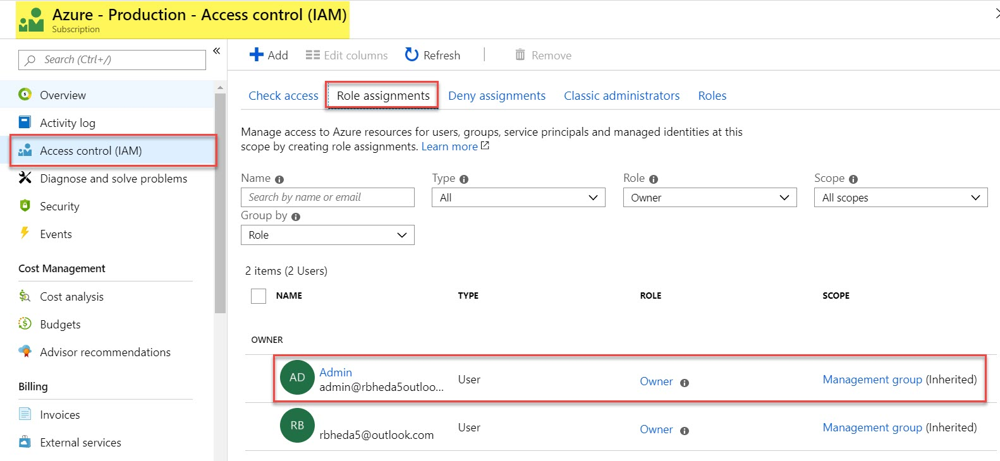 Azure - Production - Access control (IAM)
Subscription
Search (Ctrl+/)
«
Overview
Activity log
Access control (IAM)
Diagnose and solve problems
Security
Events
Cost Management
Cost analysis
Budgets
Advisor recommendations
Billing
Invoices
External services
Add Edit columns Refresh Remove
Check access Role assignments Deny assignments Classic administrators Roles
Manage access to Azure resources for users, groups, service principals and managed identities at this
scope by creating role assignments. Learn more
Name Type Role Scope
Search by name or email All Owner All scopes
Group by
Role
2 items (2 Users)
NAME TYPE ROLE SCOPE
OWNER
AD Admin
admin@rbheda5outloo... User Owner Management group (Inherited)
RB rbheda5@outlook.com User Owner Management group (Inherited)